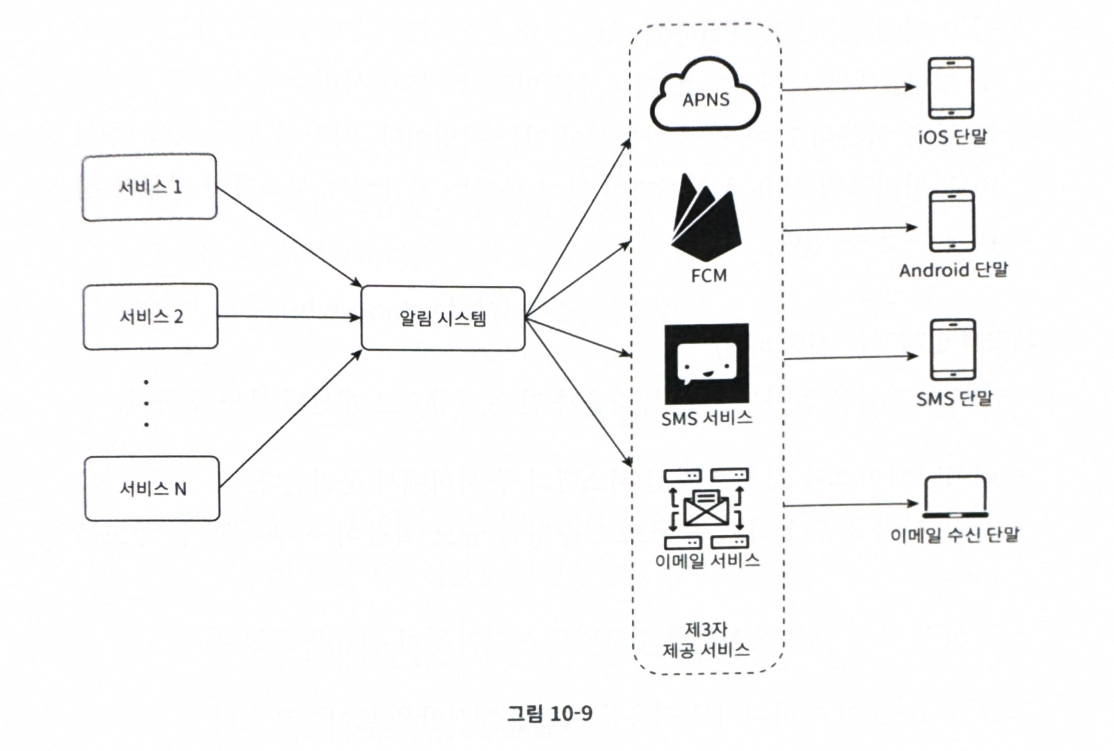 서비스 1
서비스 2
서비스 N
알림 시스템
APNS
FCM
SMS 서비스
이메일 서비스
제3자
제공 서비스
iOS 단말
Android 단말
SMS 단말
이메일 수신 단말
그림 10-9